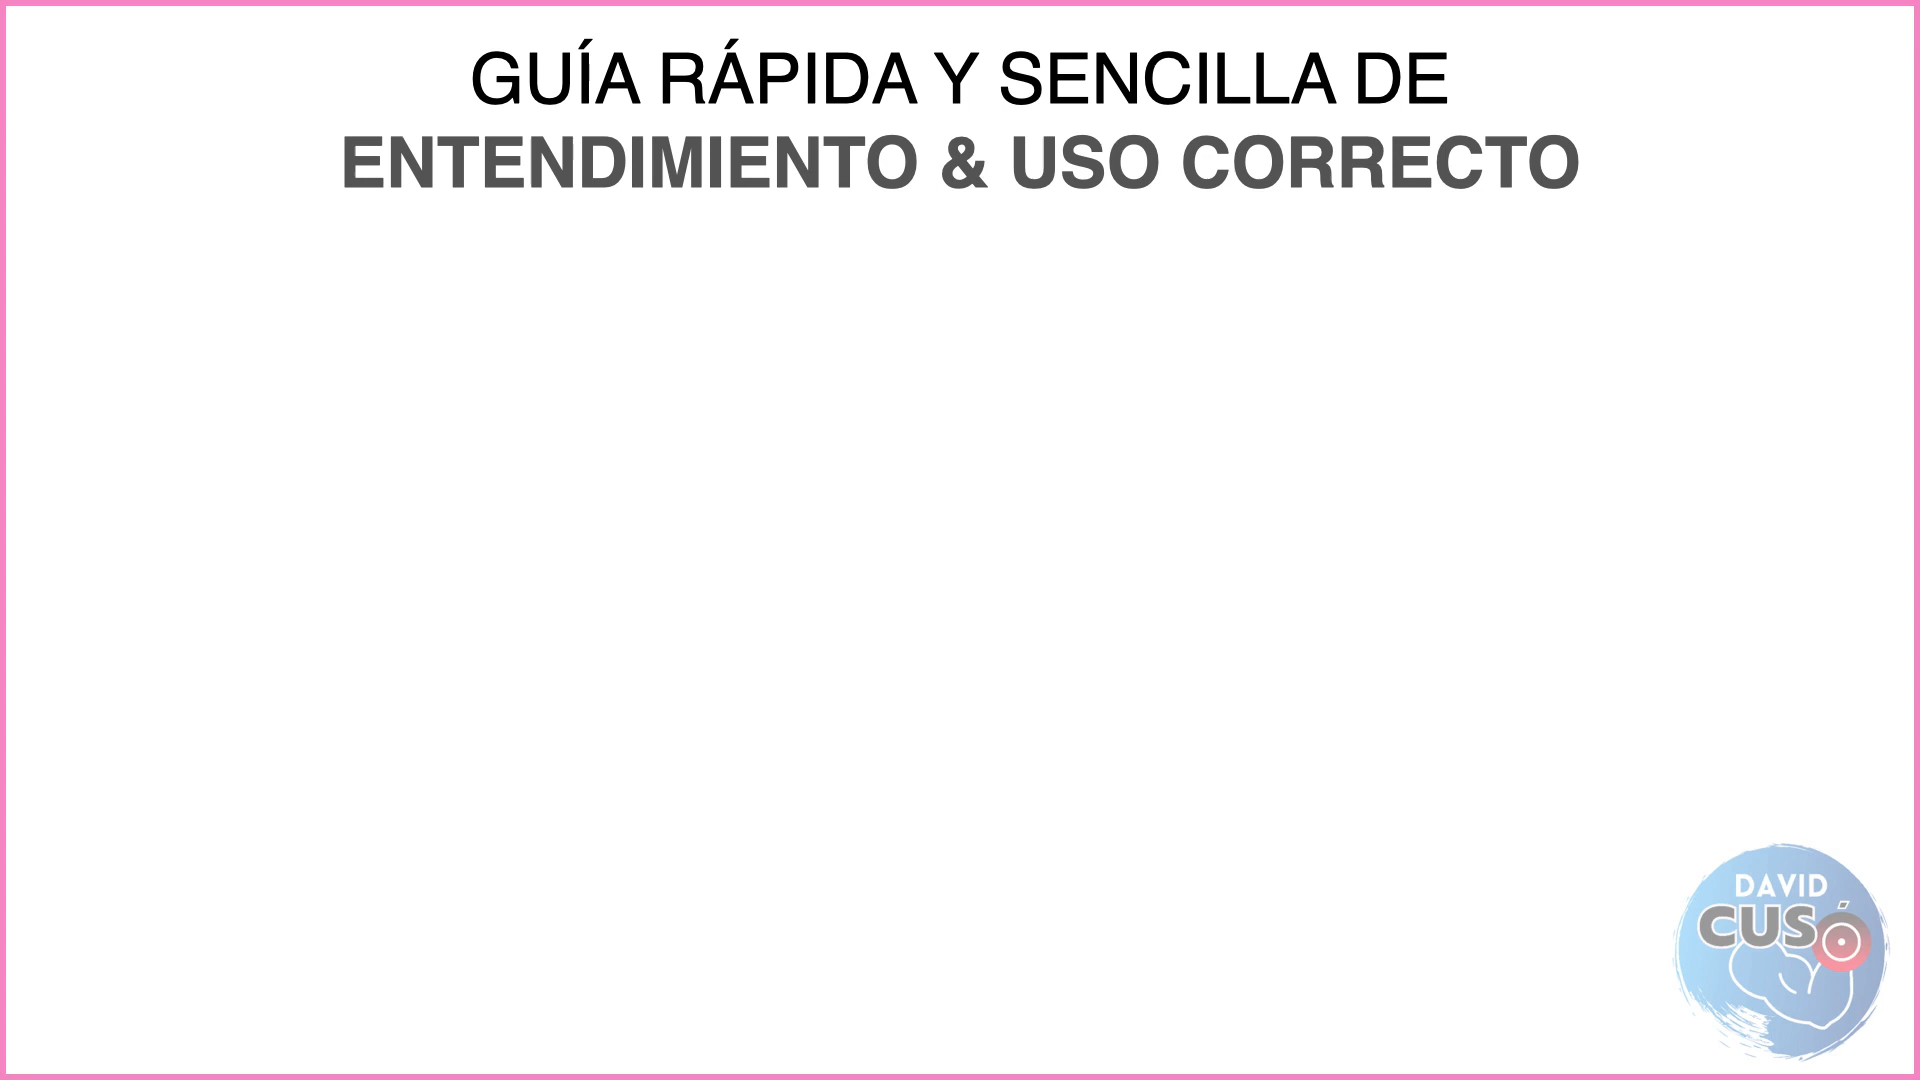 GUÍA RÁPIDA Y SENCILLA DE
ENTENDIMIENTO & USO CORRECTO
DAVID
CUSÓ